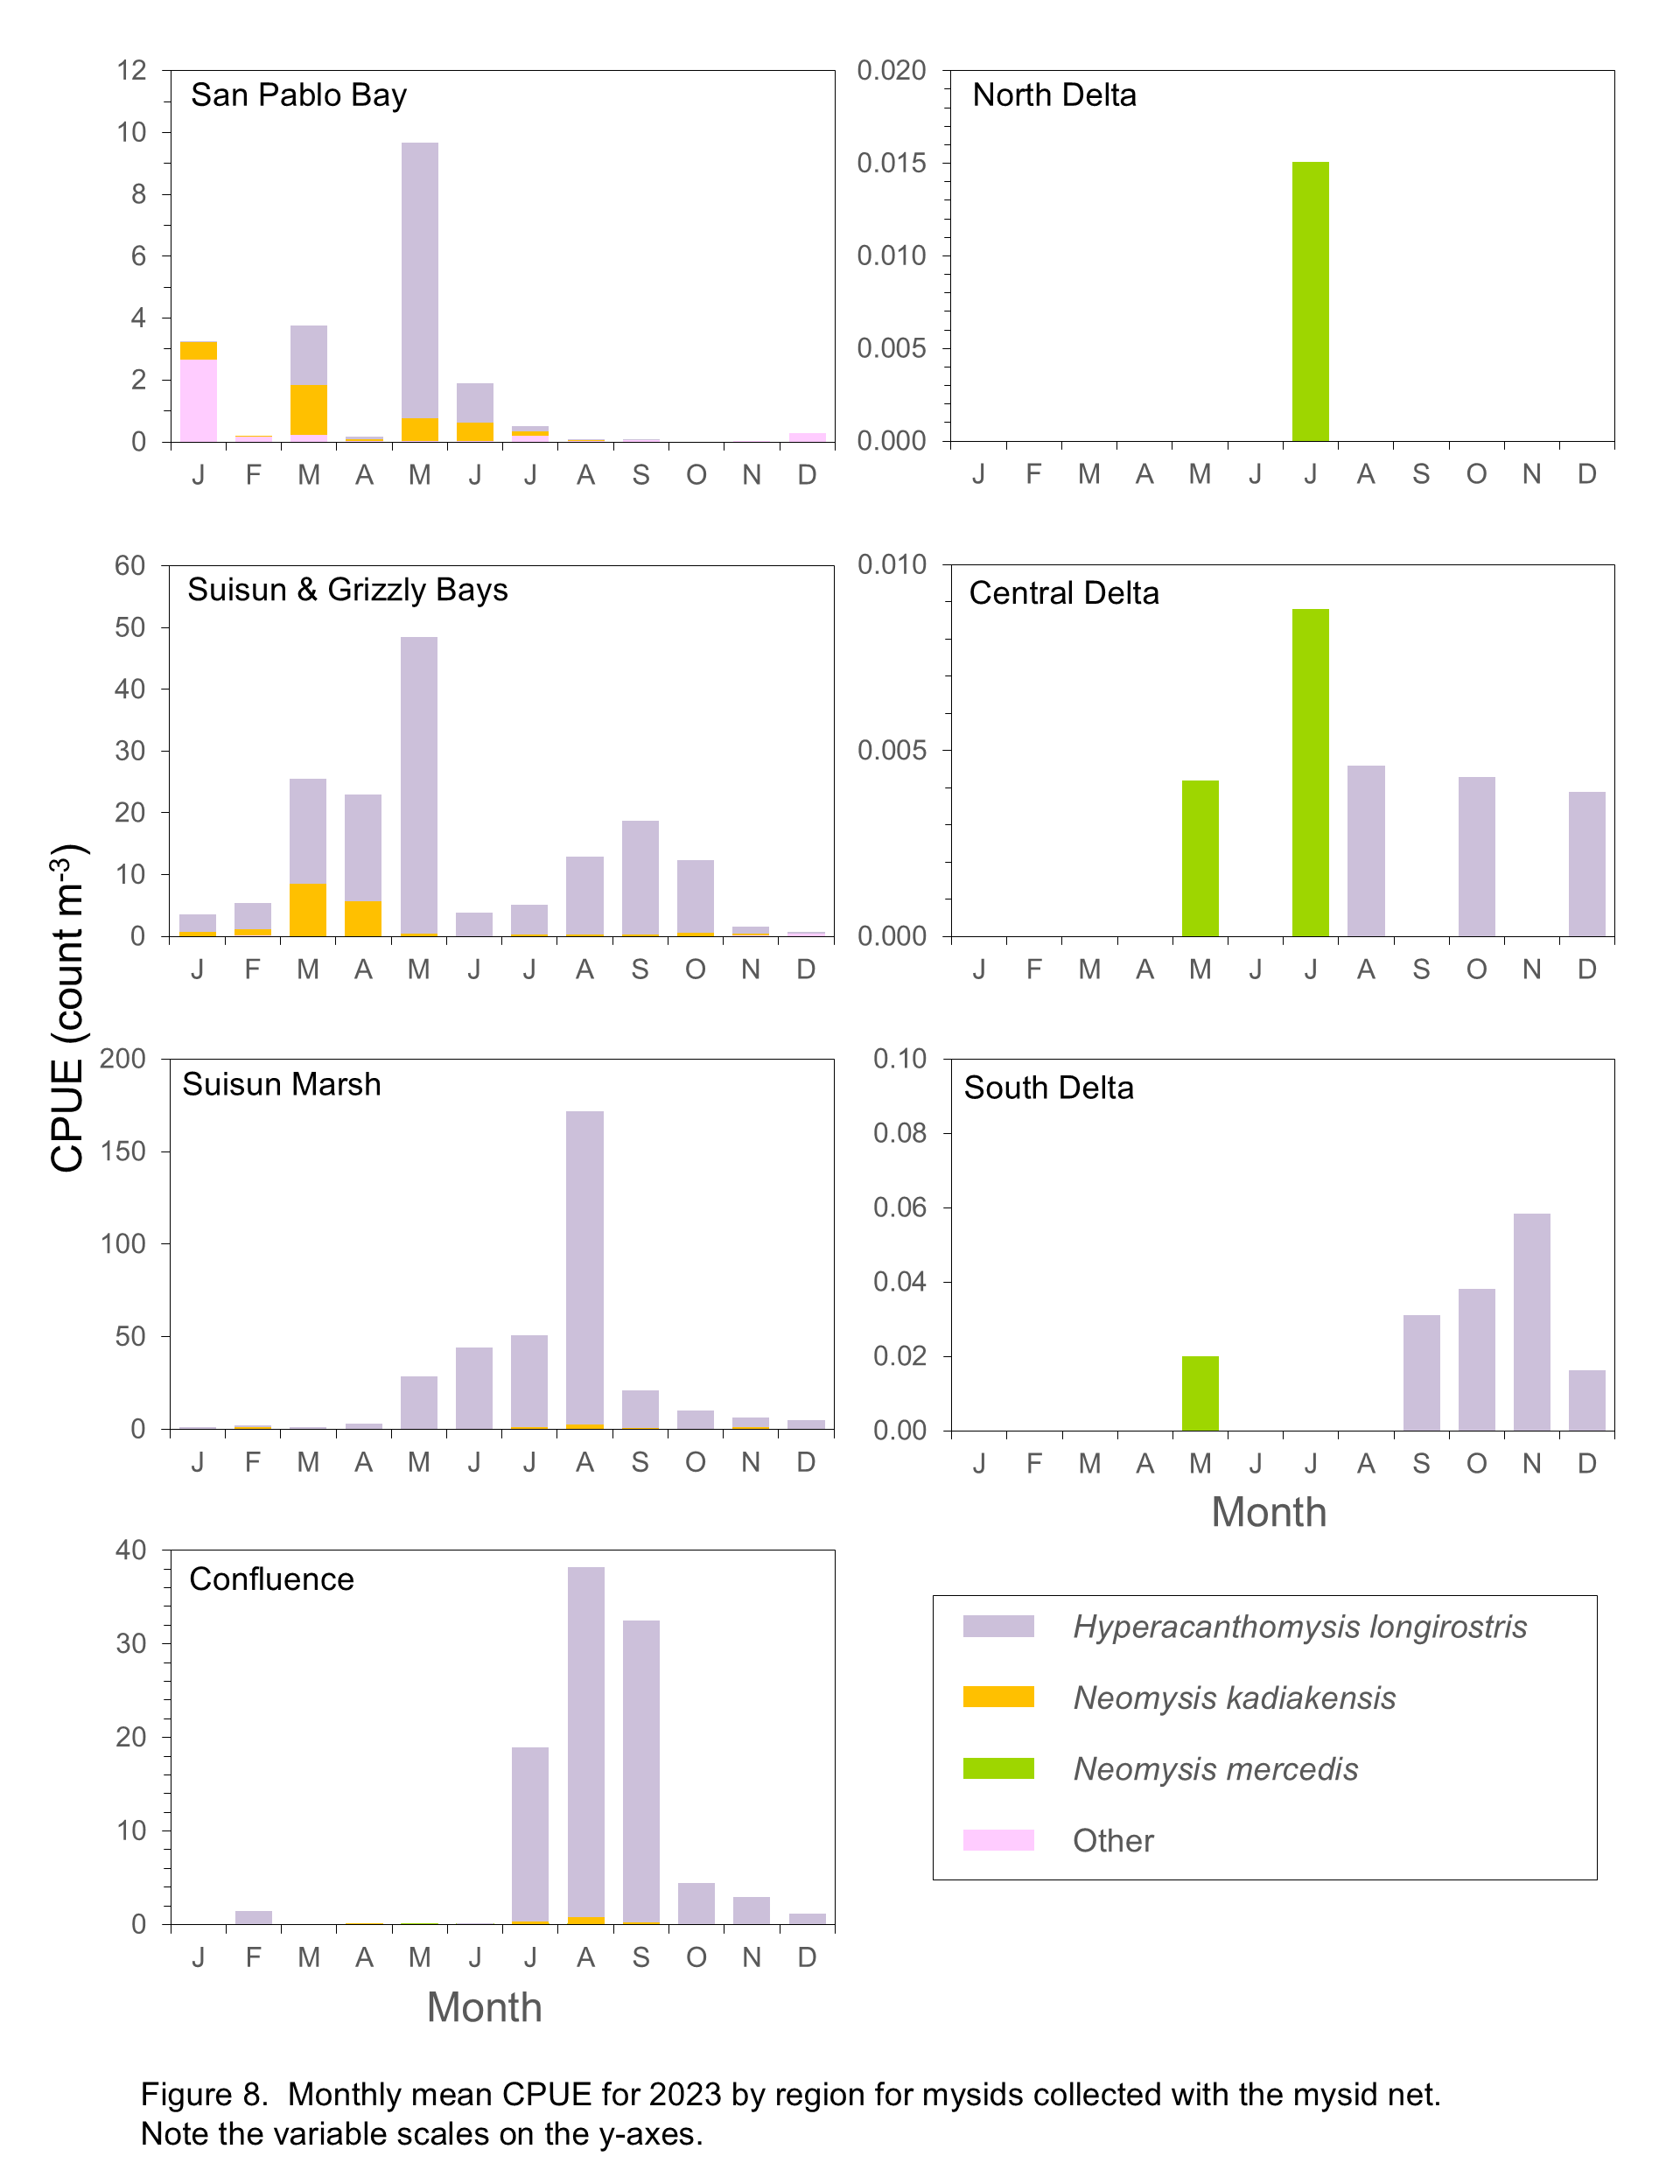 CPUE (count m-3)
San Pablo Bay
12
10
8
6
4
2
0
J F M A M J J A S O N D
North Delta
0.020
0.015
0.010
0.005
0.000
J F M A M J J A S O N D
Suisun & Grizzly Bays
60
50
40
30
20
10
0
J F M A M J J A S O N D
Central Delta
0.010
0.005
0.000
J F M A M J J A S O N D
Suisun Marsh
200
150
100
50
0
J F M A M J J A S O N D
South Delta
0.10
0.08
0.06
0.04
0.02
0.00
J F M A M J J A S O N D
Month
Confluence
40
30
20
10
0
J F M A M J J A S O N D
Month
Hyperacanthomysis longirostris
Neomysis kadiakensis
Neomysis mercedis
Other
Figure 8.  Monthly mean CPUE for 2023 by region for mysids collected with the mysid net.
Note the variable scales on the y-axes.